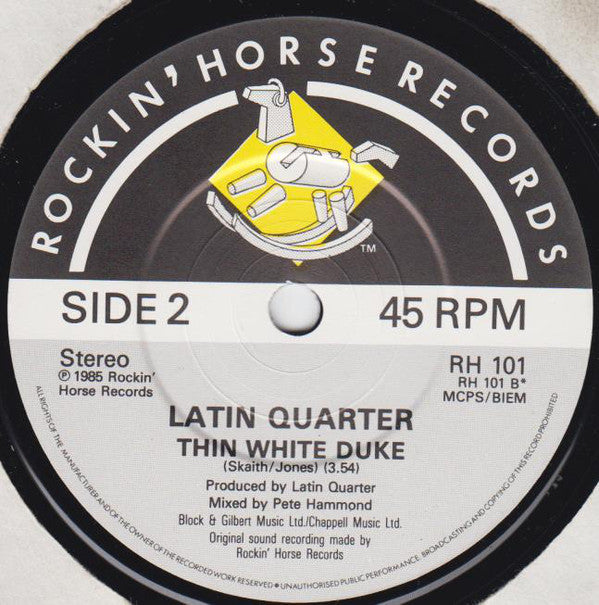 ROCKIN' HORSE RECORDS
TM
SIDE 2
45 RPM
Stereo
℗ 1985 Rockin'
Horse Records
RH 101
RH 101 B*
MCPS/BIEM
LATIN QUARTER
THIN WHITE DUKE
(Skaith/Jones) (3.54)
Produced by Latin Quarter
Mixed by Pete Hammond
Block & Gilbert Music Ltd./Chappell Music Ltd.
Original sound recording made by
Rockin' Horse Records
ALL RIGHTS OF THE MANUFACTURER AND OF THE OWNER OF THE RECORDED WORK RESERVED • UNAUTHORISED PUBLIC PERFORMANCE, BROADCASTING AND COPYING OF THIS RECORD PROHIBITED